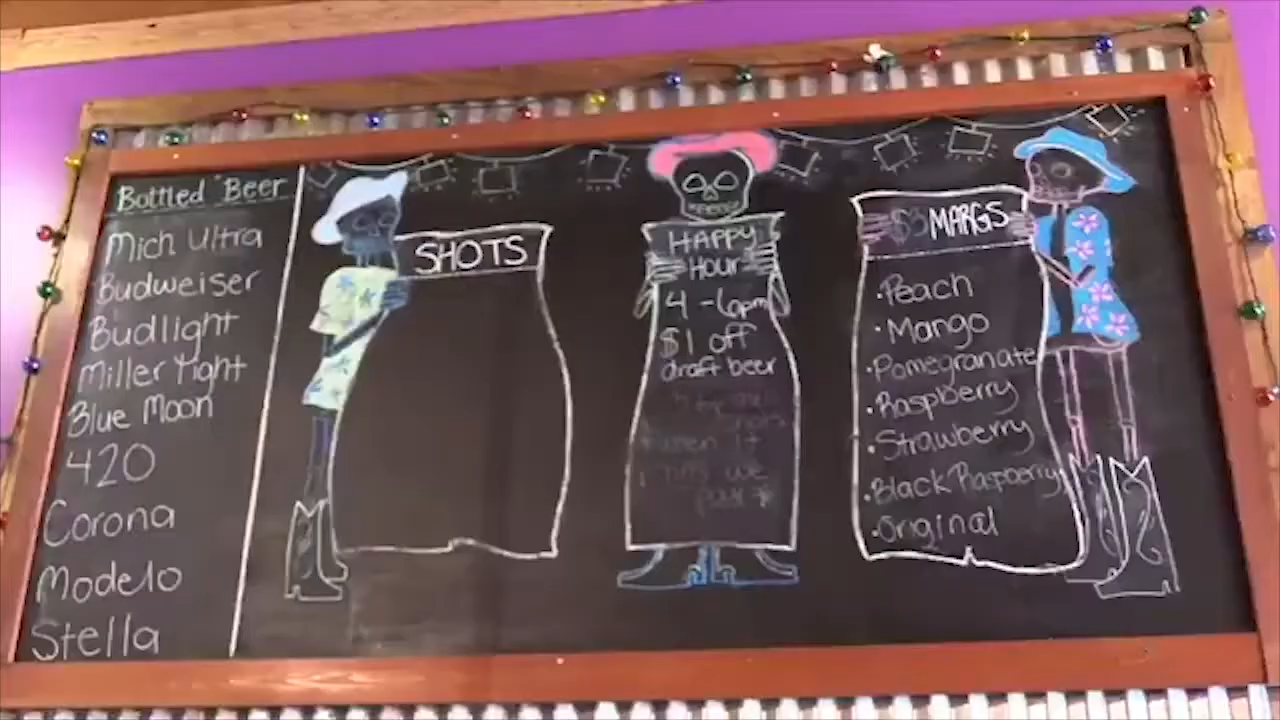 Bottled Beer
Mich Ultra
Budweiser
Budlight
Miller Light
Blue Moon
420
Corona
Modelo
Stella
SHOTS
HAPPY
Hour
4 - 6pm
$1 off
draft beer
$3 MARGS
•Peach
•Mango
•Pomegranate
•Raspberry
•Strawberry
•Black Raspberry
•Original